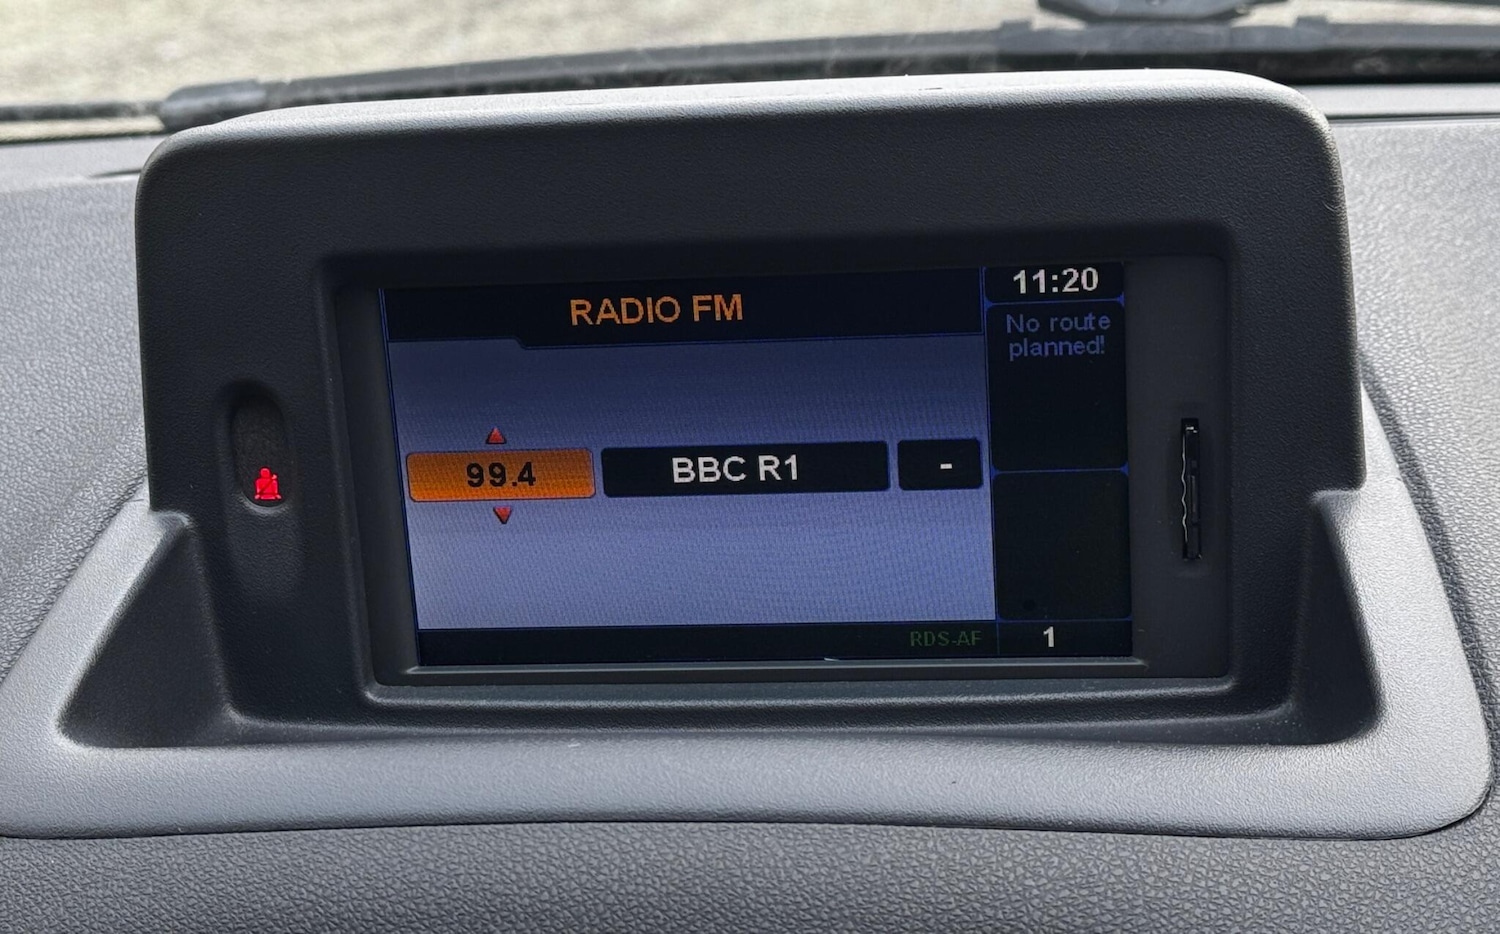 RADIO FM
11:20
No route
planned!
99.4
BBC R1
-
RDS-AF
1